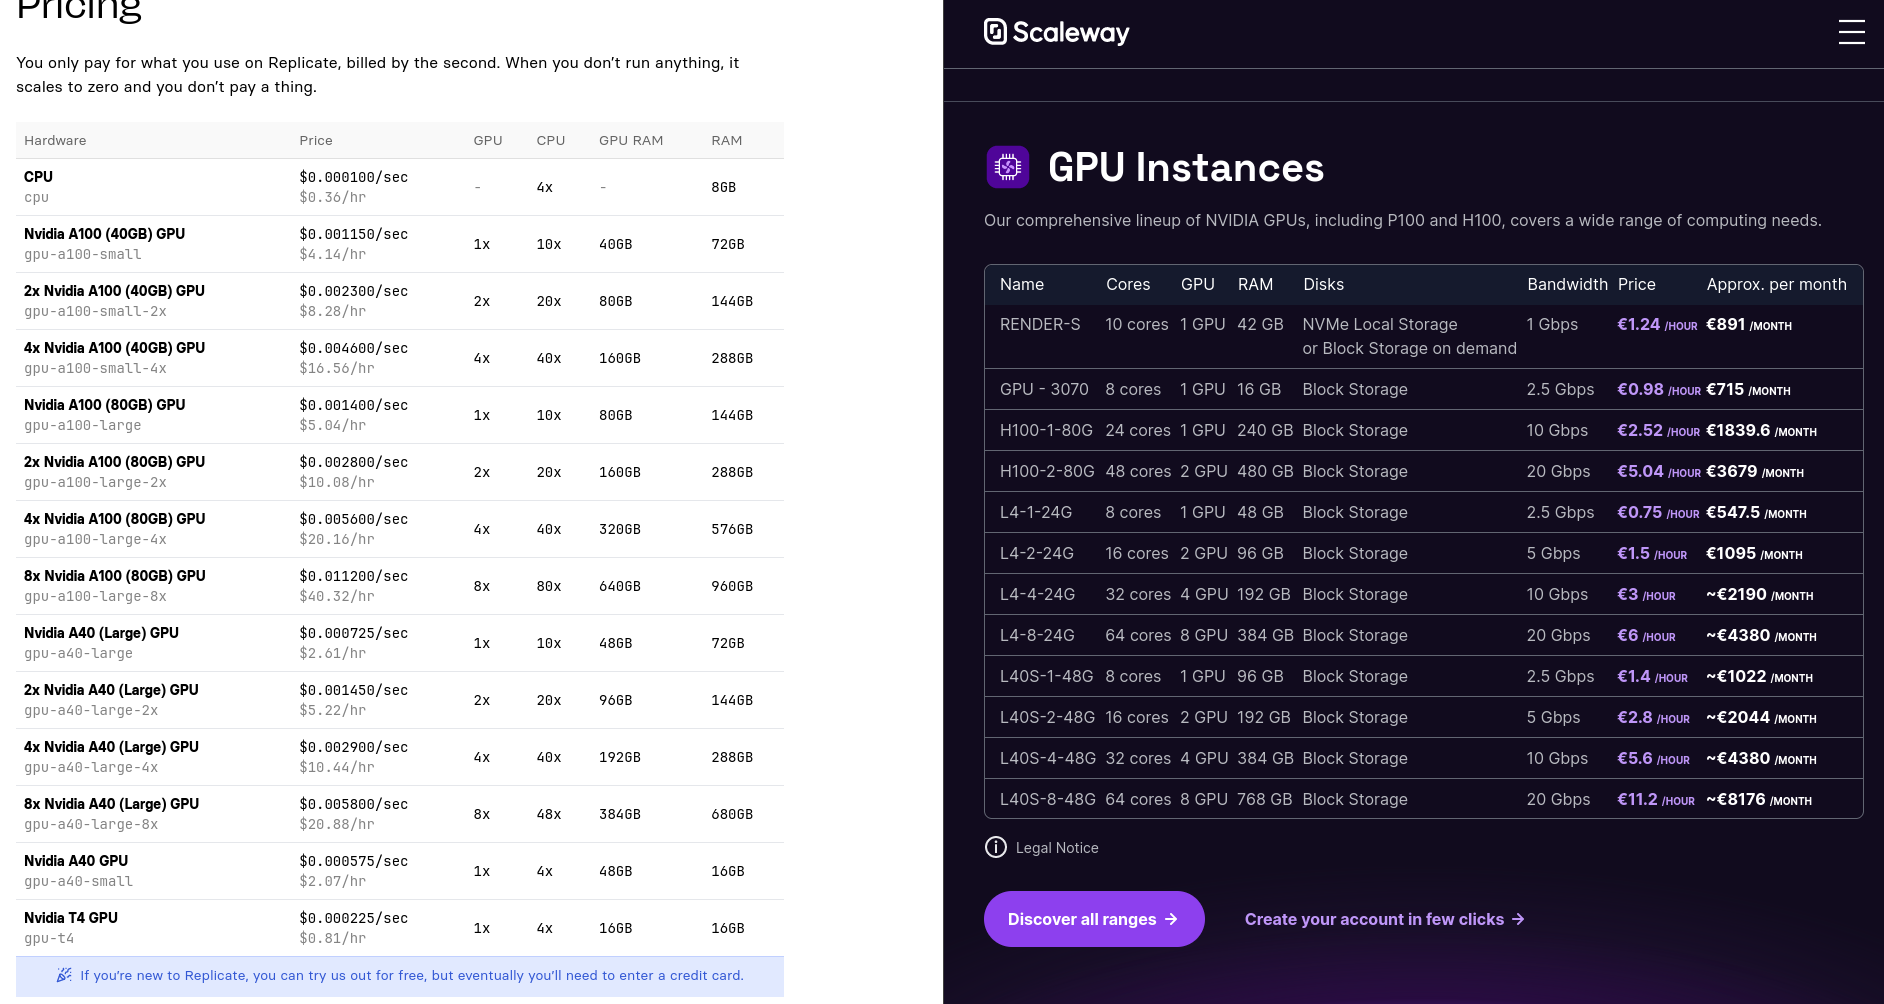 Pricing
You only pay for what you use on Replicate, billed by the second. When you don’t run anything, it
scales to zero and you don’t pay a thing.
Hardware Price GPU CPU GPU RAM RAM
CPU $0.000100/sec - 4x - 8GB
cpu $0.36/hr
Nvidia A100 (40GB) GPU $0.001150/sec 1x 10x 40GB 72GB
gpu-a100-small $4.14/hr
2x Nvidia A100 (40GB) GPU $0.002300/sec 2x 20x 80GB 144GB
gpu-a100-small-2x $8.28/hr
4x Nvidia A100 (40GB) GPU $0.004600/sec 4x 40x 160GB 288GB
gpu-a100-small-4x $16.56/hr
Nvidia A100 (80GB) GPU $0.001400/sec 1x 10x 80GB 144GB
gpu-a100-large $5.04/hr
2x Nvidia A100 (80GB) GPU $0.002800/sec 2x 20x 160GB 288GB
gpu-a100-large-2x $10.08/hr
4x Nvidia A100 (80GB) GPU $0.005600/sec 4x 40x 320GB 576GB
gpu-a100-large-4x $20.16/hr
8x Nvidia A100 (80GB) GPU $0.011200/sec 8x 80x 640GB 960GB
gpu-a100-large-8x $40.32/hr
Nvidia A40 (Large) GPU $0.000725/sec 1x 10x 48GB 72GB
gpu-a40-large $2.61/hr
2x Nvidia A40 (Large) GPU $0.001450/sec 2x 20x 96GB 144GB
gpu-a40-large-2x $5.22/hr
4x Nvidia A40 (Large) GPU $0.002900/sec 4x 40x 192GB 288GB
gpu-a40-large-4x $10.44/hr
8x Nvidia A40 (Large) GPU $0.005800/sec 8x 48x 384GB 680GB
gpu-a40-large-8x $20.88/hr
Nvidia A40 GPU $0.000575/sec 1x 4x 48GB 16GB
gpu-a40-small $2.07/hr
Nvidia T4 GPU $0.000225/sec 1x 4x 16GB 16GB
gpu-t4 $0.81/hr
If you’re new to Replicate, you can try us out for free, but eventually you’ll need to enter a credit card.
Scaleway
GPU Instances
Our comprehensive lineup of NVIDIA GPUs, including P100 and H100, covers a wide range of computing needs.
Name Cores GPU RAM Disks Bandwidth Price Approx. per month
RENDER-S 10 cores 1 GPU 42 GB NVMe Local Storage 1 Gbps €1.24 /HOUR €891 /MONTH
or Block Storage on demand
GPU - 3070 8 cores 1 GPU 16 GB Block Storage 2.5 Gbps €0.98 /HOUR €715 /MONTH
H100-1-80G 24 cores 1 GPU 240 GB Block Storage 10 Gbps €2.52 /HOUR €1839.6 /MONTH
H100-2-80G 48 cores 2 GPU 480 GB Block Storage 20 Gbps €5.04 /HOUR €3679 /MONTH
L4-1-24G 8 cores 1 GPU 48 GB Block Storage 2.5 Gbps €0.75 /HOUR €547.5 /MONTH
L4-2-24G 16 cores 2 GPU 96 GB Block Storage 5 Gbps €1.5 /HOUR €1095 /MONTH
L4-4-24G 32 cores 4 GPU 192 GB Block Storage 10 Gbps €3 /HOUR ~€2190 /MONTH
L4-8-24G 64 cores 8 GPU 384 GB Block Storage 20 Gbps €6 /HOUR ~€4380 /MONTH
L40S-1-48G 8 cores 1 GPU 96 GB Block Storage 2.5 Gbps €1.4 /HOUR ~€1022 /MONTH
L40S-2-48G 16 cores 2 GPU 192 GB Block Storage 5 Gbps €2.8 /HOUR ~€2044 /MONTH
L40S-4-48G 32 cores 4 GPU 384 GB Block Storage 10 Gbps €5.6 /HOUR ~€4380 /MONTH
L40S-8-48G 64 cores 8 GPU 768 GB Block Storage 20 Gbps €11.2 /HOUR ~€8176 /MONTH
Legal Notice
Discover all ranges → Create your account in few clicks →